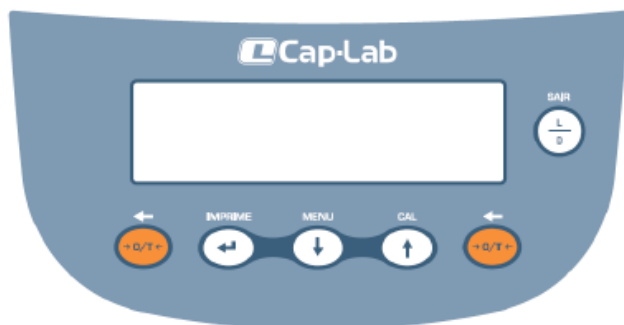 Cap·Lab
SAIR
L
D
IMPRIME MENU CAL
→0/T← →0/T←